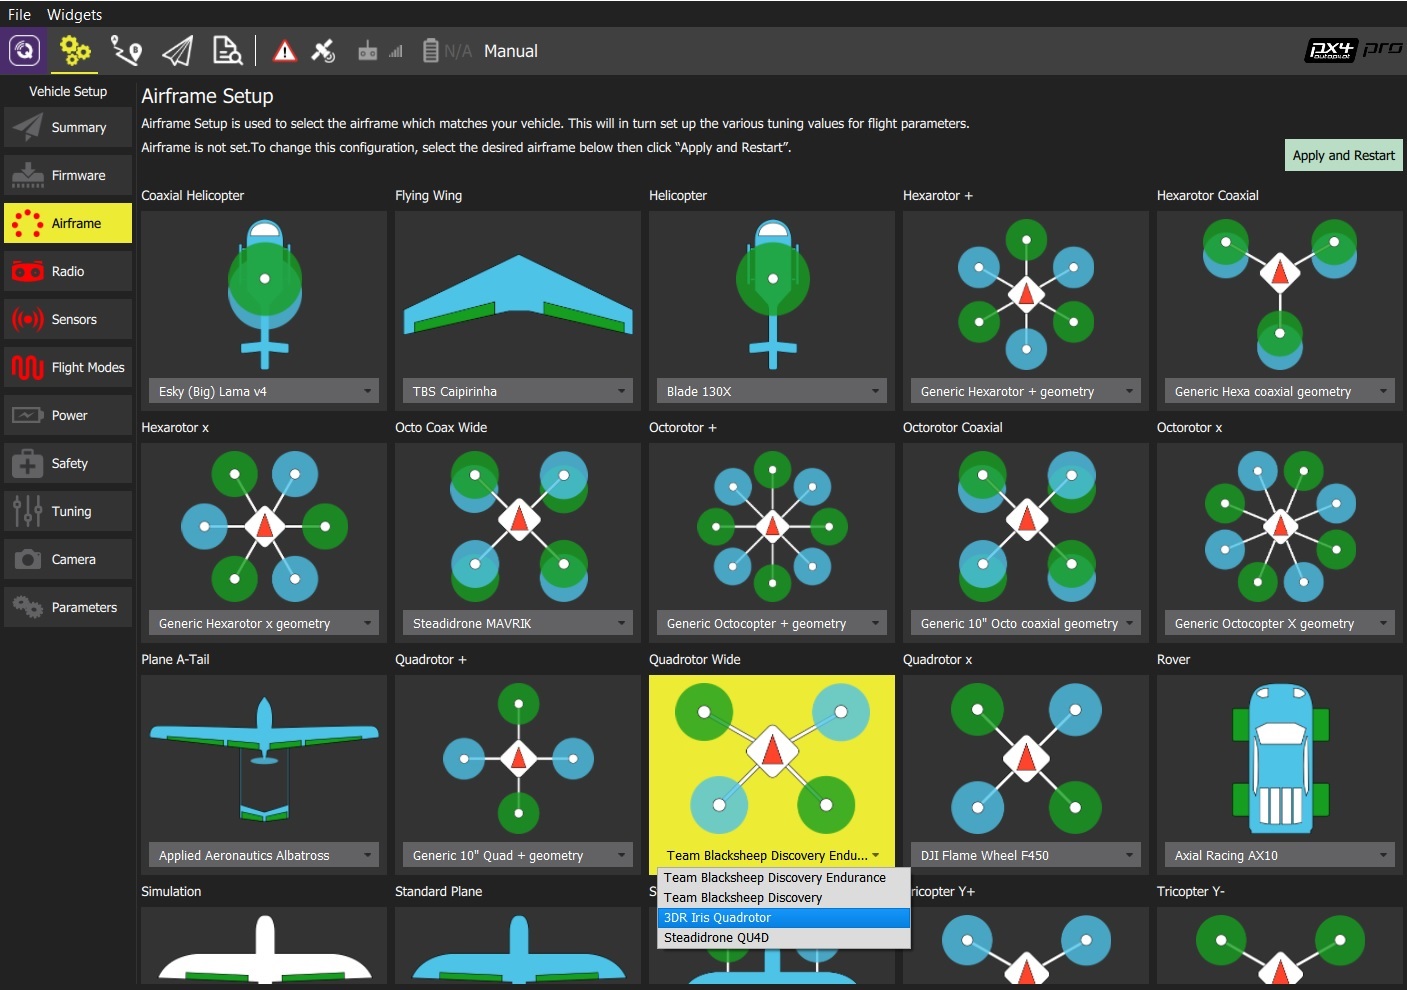 File Widgets
N/A Manual
px4 autopilot pro
Vehicle Setup
Summary
Firmware
Airframe
Radio
Sensors
Flight Modes
Power
Safety
Tuning
Camera
Parameters
Airframe Setup
Airframe Setup is used to select the airframe which matches your vehicle. This will in turn set up the various tuning values for flight parameters.
Airframe is not set.To change this configuration, select the desired airframe below then click “Apply and Restart”.
Apply and Restart
Coaxial Helicopter
Flying Wing
Helicopter
Hexarotor +
Hexarotor Coaxial
Esky (Big) Lama v4
TBS Caipirinha
Blade 130X
Generic Hexarotor + geometry
Generic Hexa coaxial geometry
Hexarotor x
Octo Coax Wide
Octorotor +
Octorotor Coaxial
Octorotor x
Generic Hexarotor x geometry
Steadidrone MAVRIK
Generic Octocopter + geometry
Generic 10" Octo coaxial geometry
Generic Octocopter X geometry
Plane A-Tail
Quadrotor +
Quadrotor Wide
Quadrotor x
Rover
Applied Aeronautics Albatross
Generic 10" Quad + geometry
Team Blacksheep Discovery Endu...
DJI Flame Wheel F450
Axial Racing AX10
Team Blacksheep Discovery Endurance
Team Blacksheep Discovery
3DR Iris Quadrotor
Steadidrone QU4D
Simulation
Standard Plane
S
ricopter Y+
Tricopter Y-